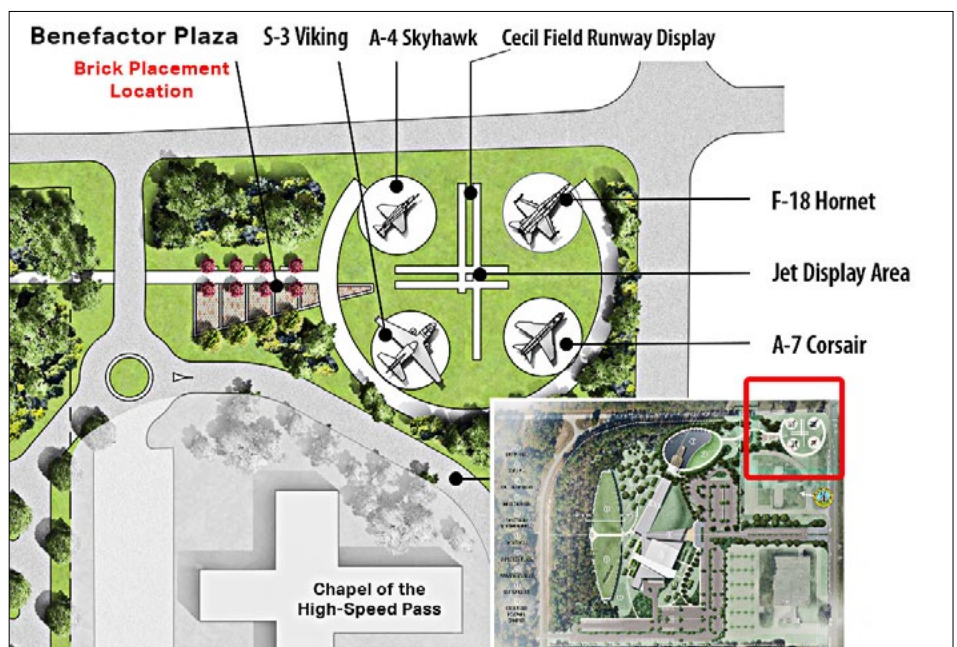 Benefactor Plaza
Brick Placement
Location
S-3 Viking
A-4 Skyhawk
Cecil Field Runway Display
F-18 Hornet
Jet Display Area
A-7 Corsair
Chapel of the
High-Speed Pass